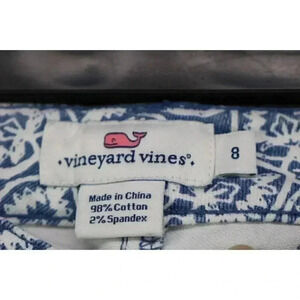 ·vineyard vines®.
8
Made in China
98% Cotton
2% Spandex